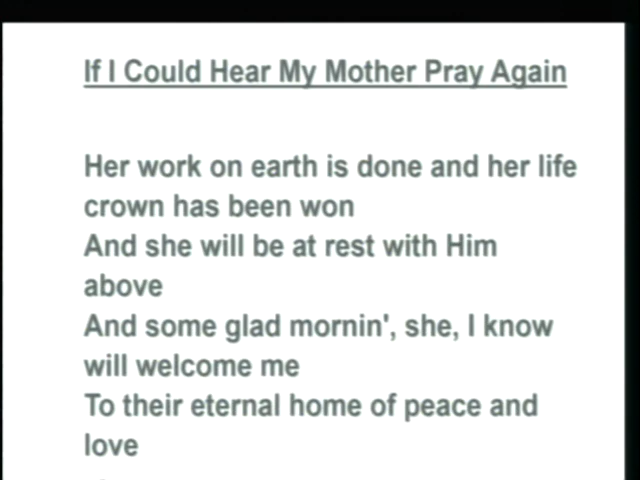 If I Could Hear My Mother Pray Again
Her work on earth is done and her life
crown has been won
And she will be at rest with Him
above
And some glad mornin', she, I know
will welcome me
To their eternal home of peace and
love